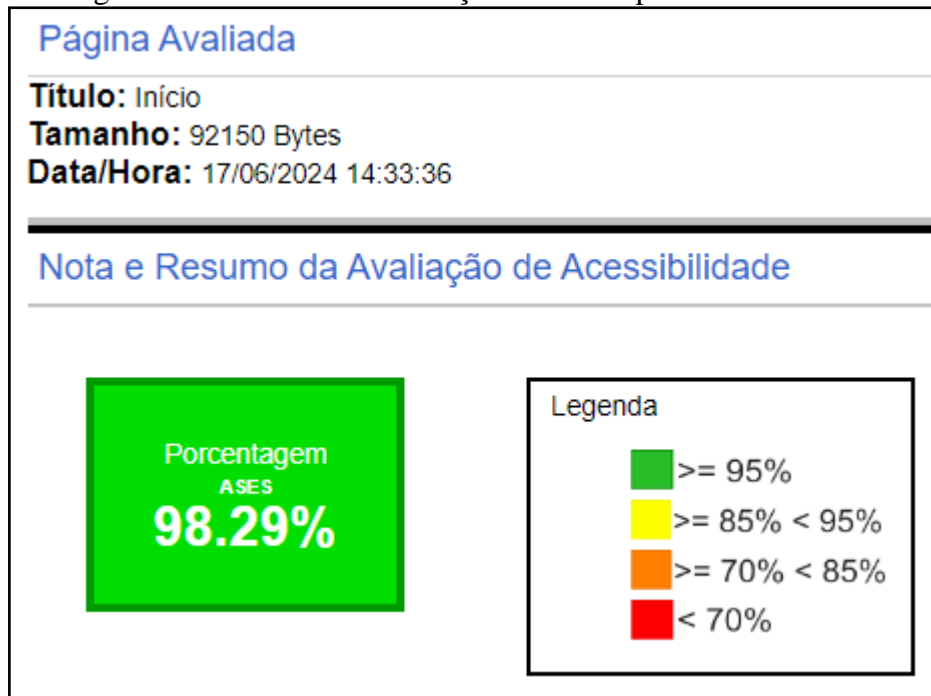 Página Avaliada
Título: Início
Tamanho: 92150 Bytes
Data/Hora: 17/06/2024 14:33:36
Nota e Resumo da Avaliação de Acessibilidade
Porcentagem
ASES
98.29%
Legenda
>= 95%
>= 85% < 95%
>= 70% < 85%
< 70%